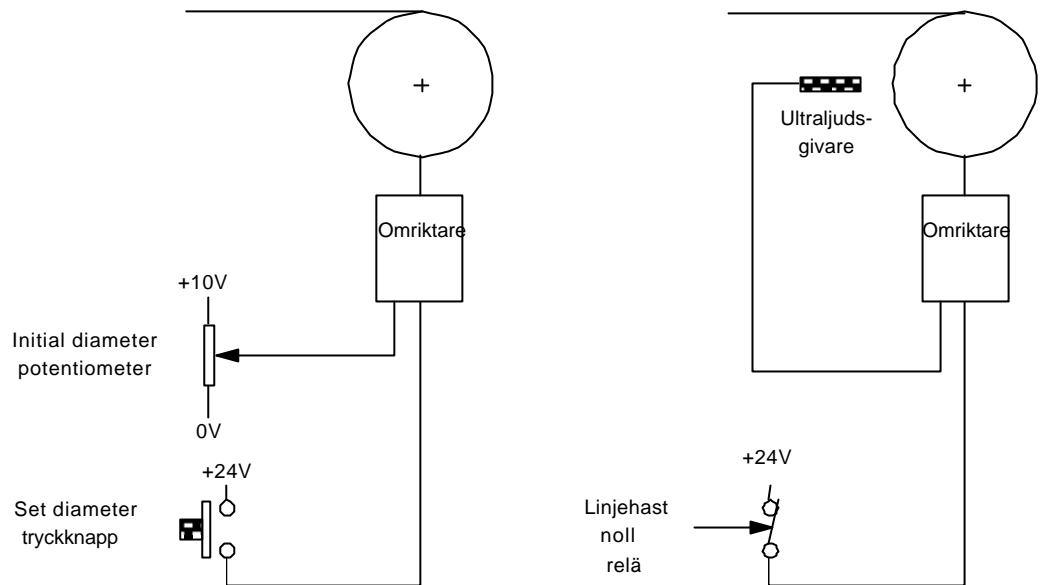 Omriktare
+10V
Initial diameter
potentiometer
0V
+24V
Set diameter
tryckknapp
Ultraljuds-
givare
Omriktare
+24V
Linjehast
noll
relä